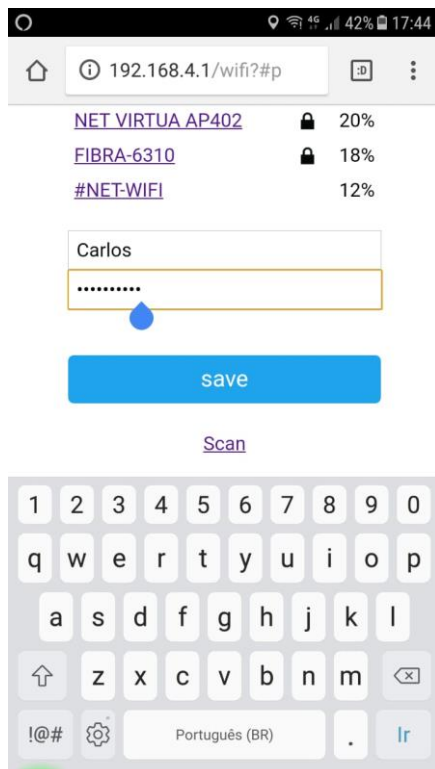 4G 42% 17:44
192.168.4.1/wifi?#p :D
NET VIRTUA AP402 20%
FIBRA-6310 18%
#NET-WIFI 12%
Carlos
••••••••••
save
Scan
1 2 3 4 5 6 7 8 9 0
q w e r t y u i o p
a s d f g h j k l
z x c v b n m
!@# Português (BR) . Ir